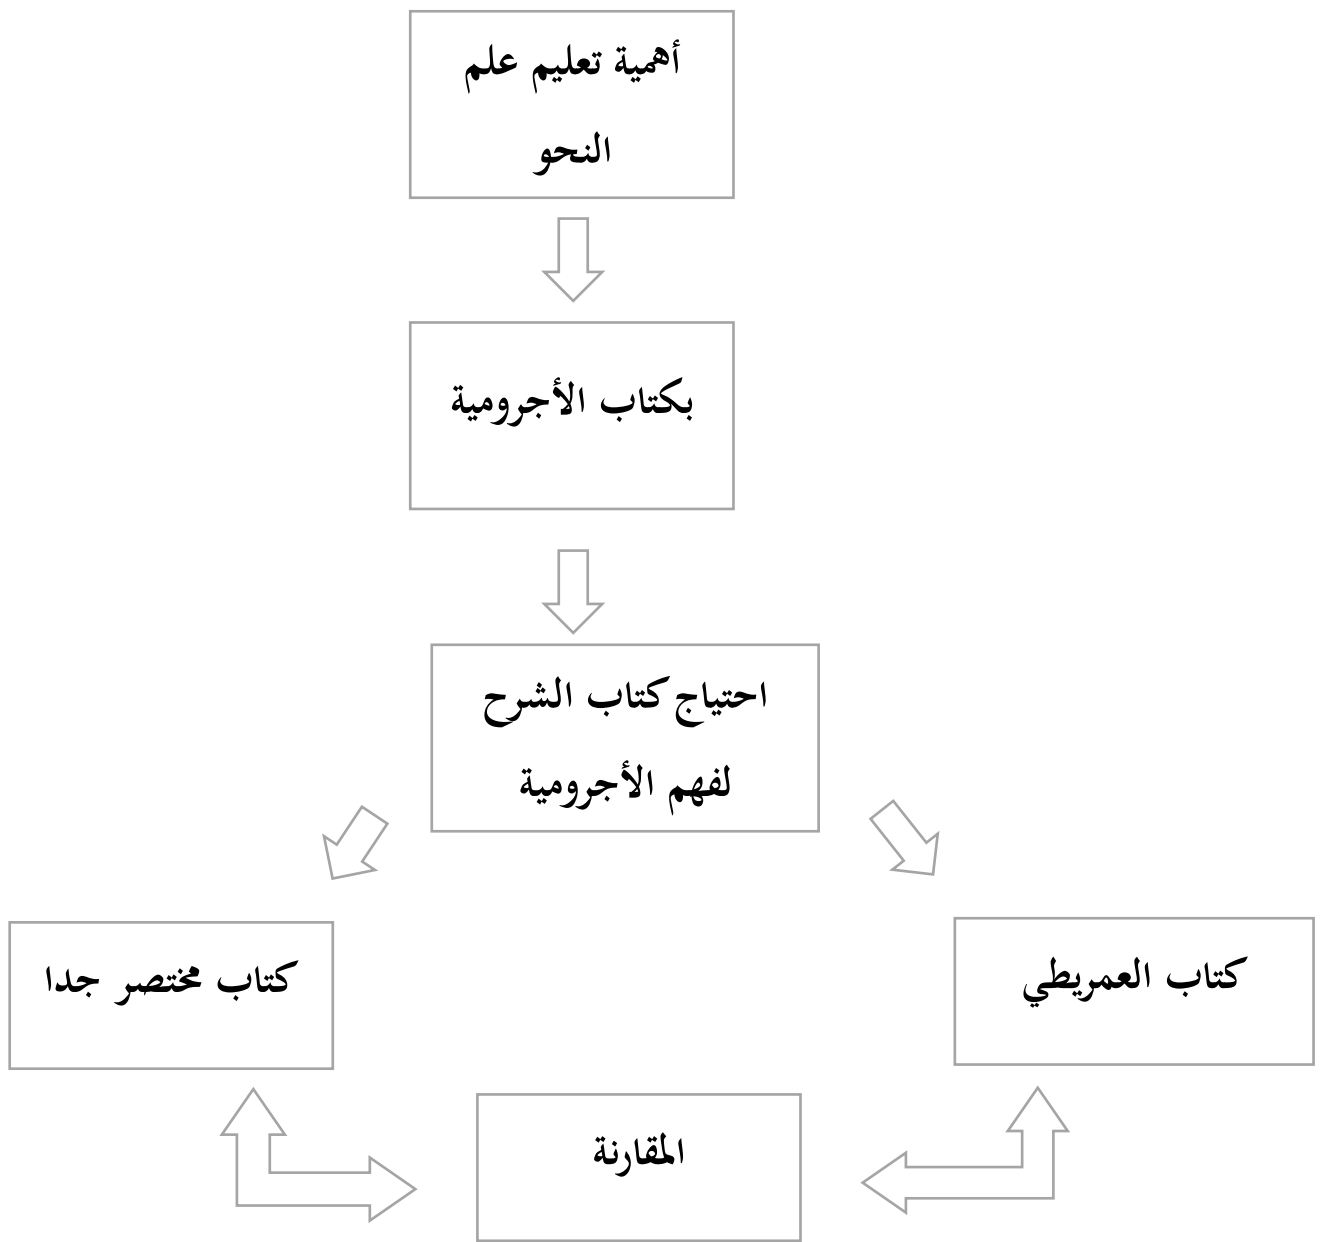 أهمية تعليم علم
النحو
بكتاب الأجرومية
احتياج كتاب الشرح
لفهم الأجرومية
كتاب العمريطي
كتاب مختصر جدا
المقارنة